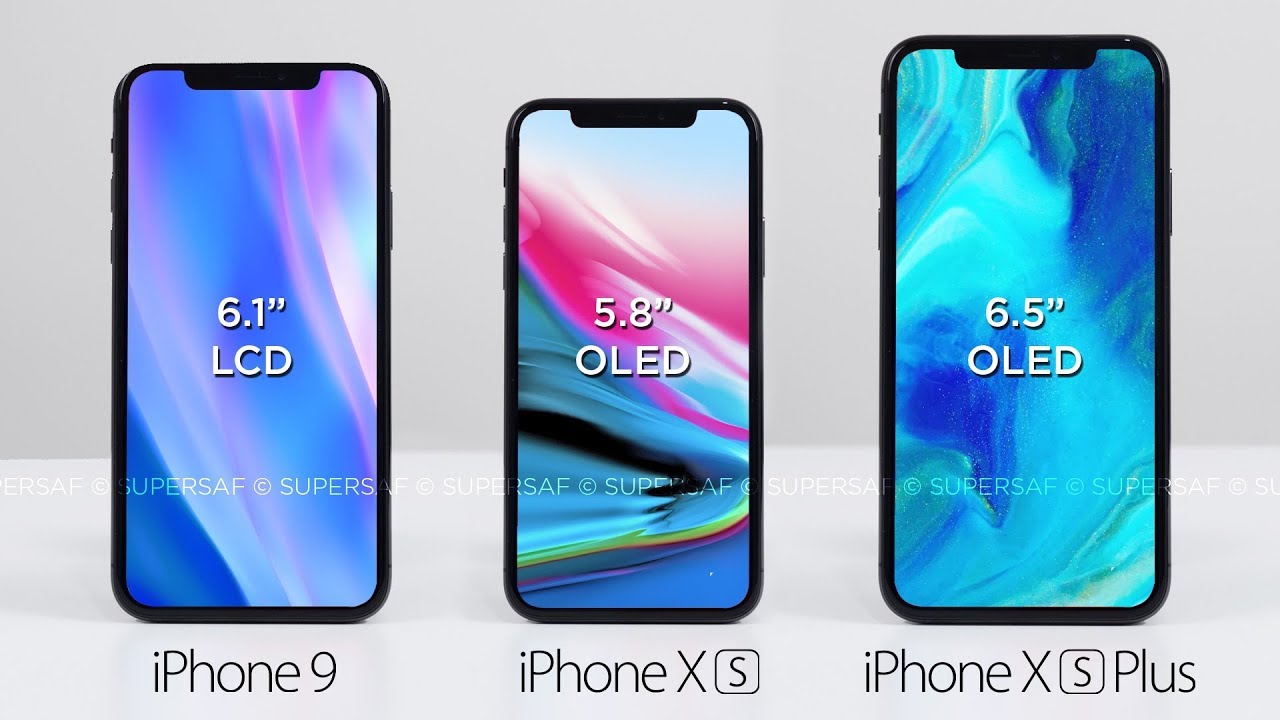 6.1”
LCD
5.8”
OLED
6.5”
OLED
PERSAF © SUPERSAF © SUPERSAF © SUPERSAF © SUPERSAF © SUPERSAF © SUPERSAF © SUPERSAF © SU
iPhone 9
iPhone X S
iPhone X S Plus